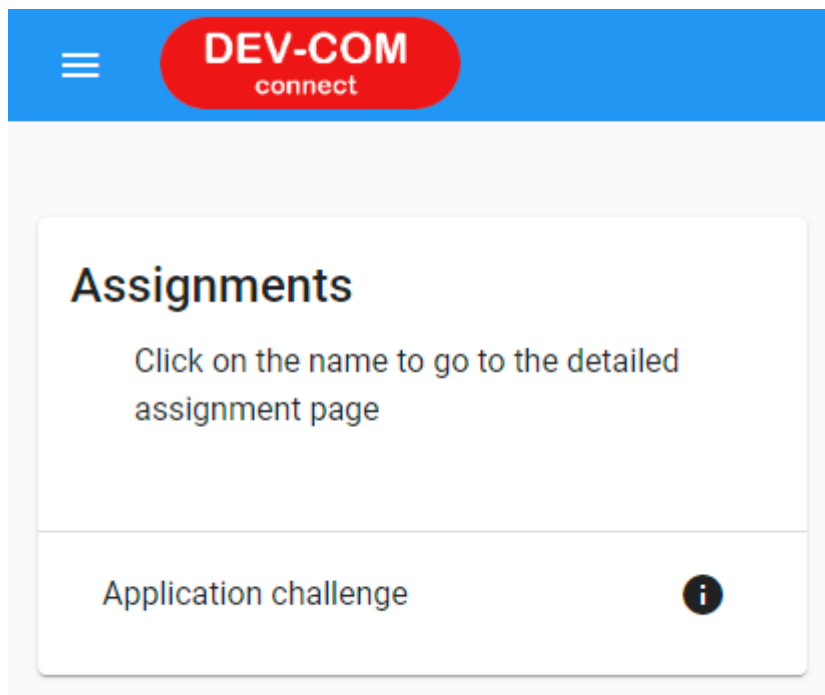 DEV-COM
connect
Assignments
Click on the name to go to the detailed
assignment page
Application challenge
i